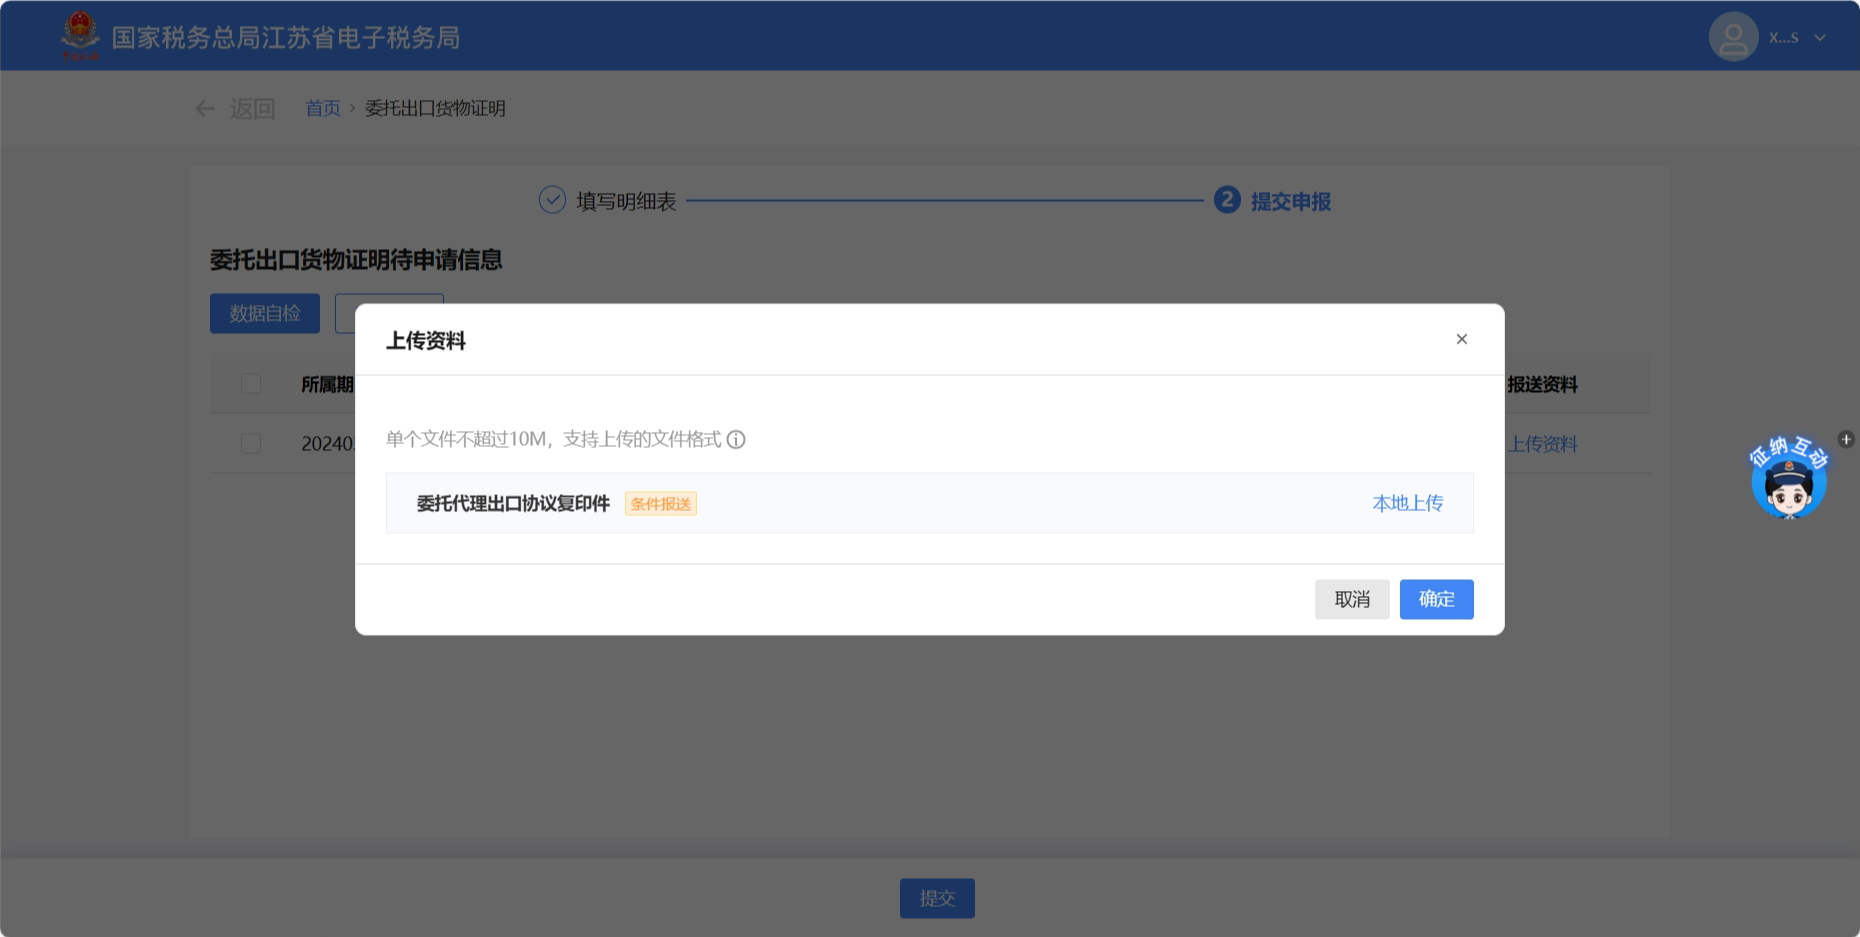 国家税务总局江苏省电子税务局
X...S
返回 首页 › 委托出口货物证明
填写明细表
2 提交申报
委托出口货物证明待申请信息
数据自检
上传资料
×
所属期
报送资料
20240
上传资料
单个文件不超过10M，支持上传的文件格式
委托代理出口协议复印件 条件报送 本地上传
取消 确定
征纳互动
提交